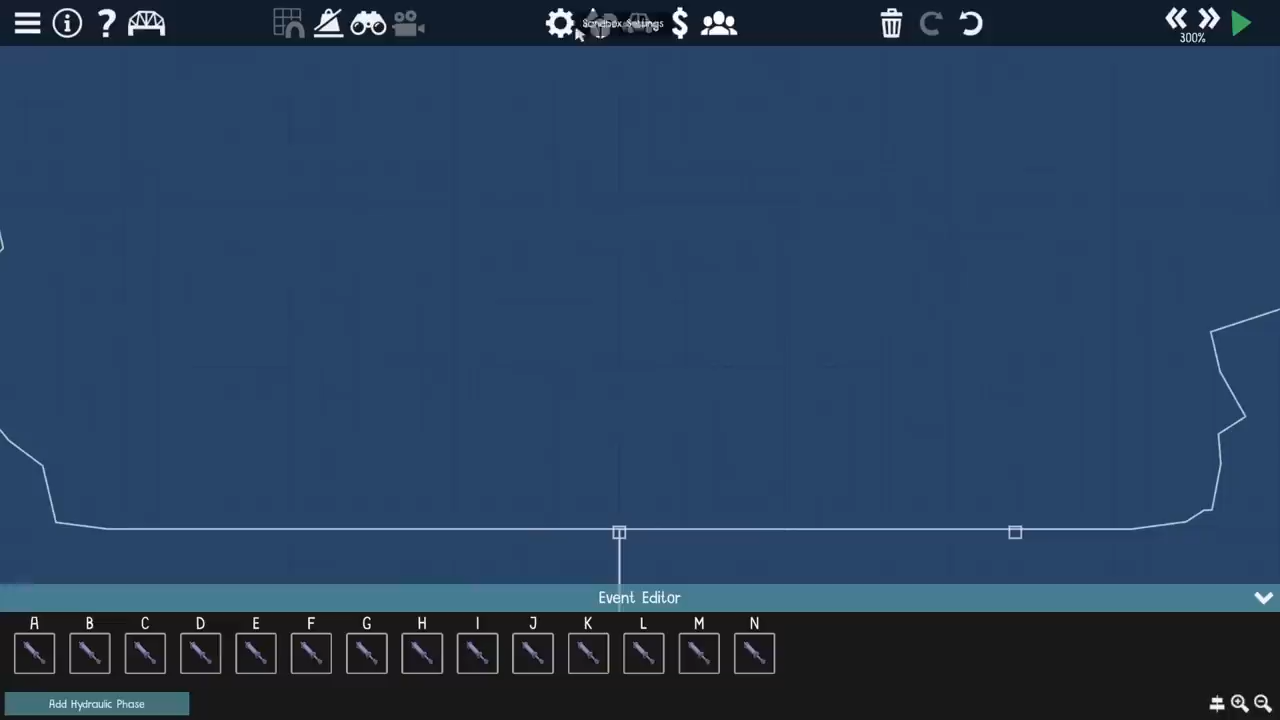 Sandbox Settings
300%
Event Editor
A B C D E F G H I J K L M N
Add Hydraulic Phase